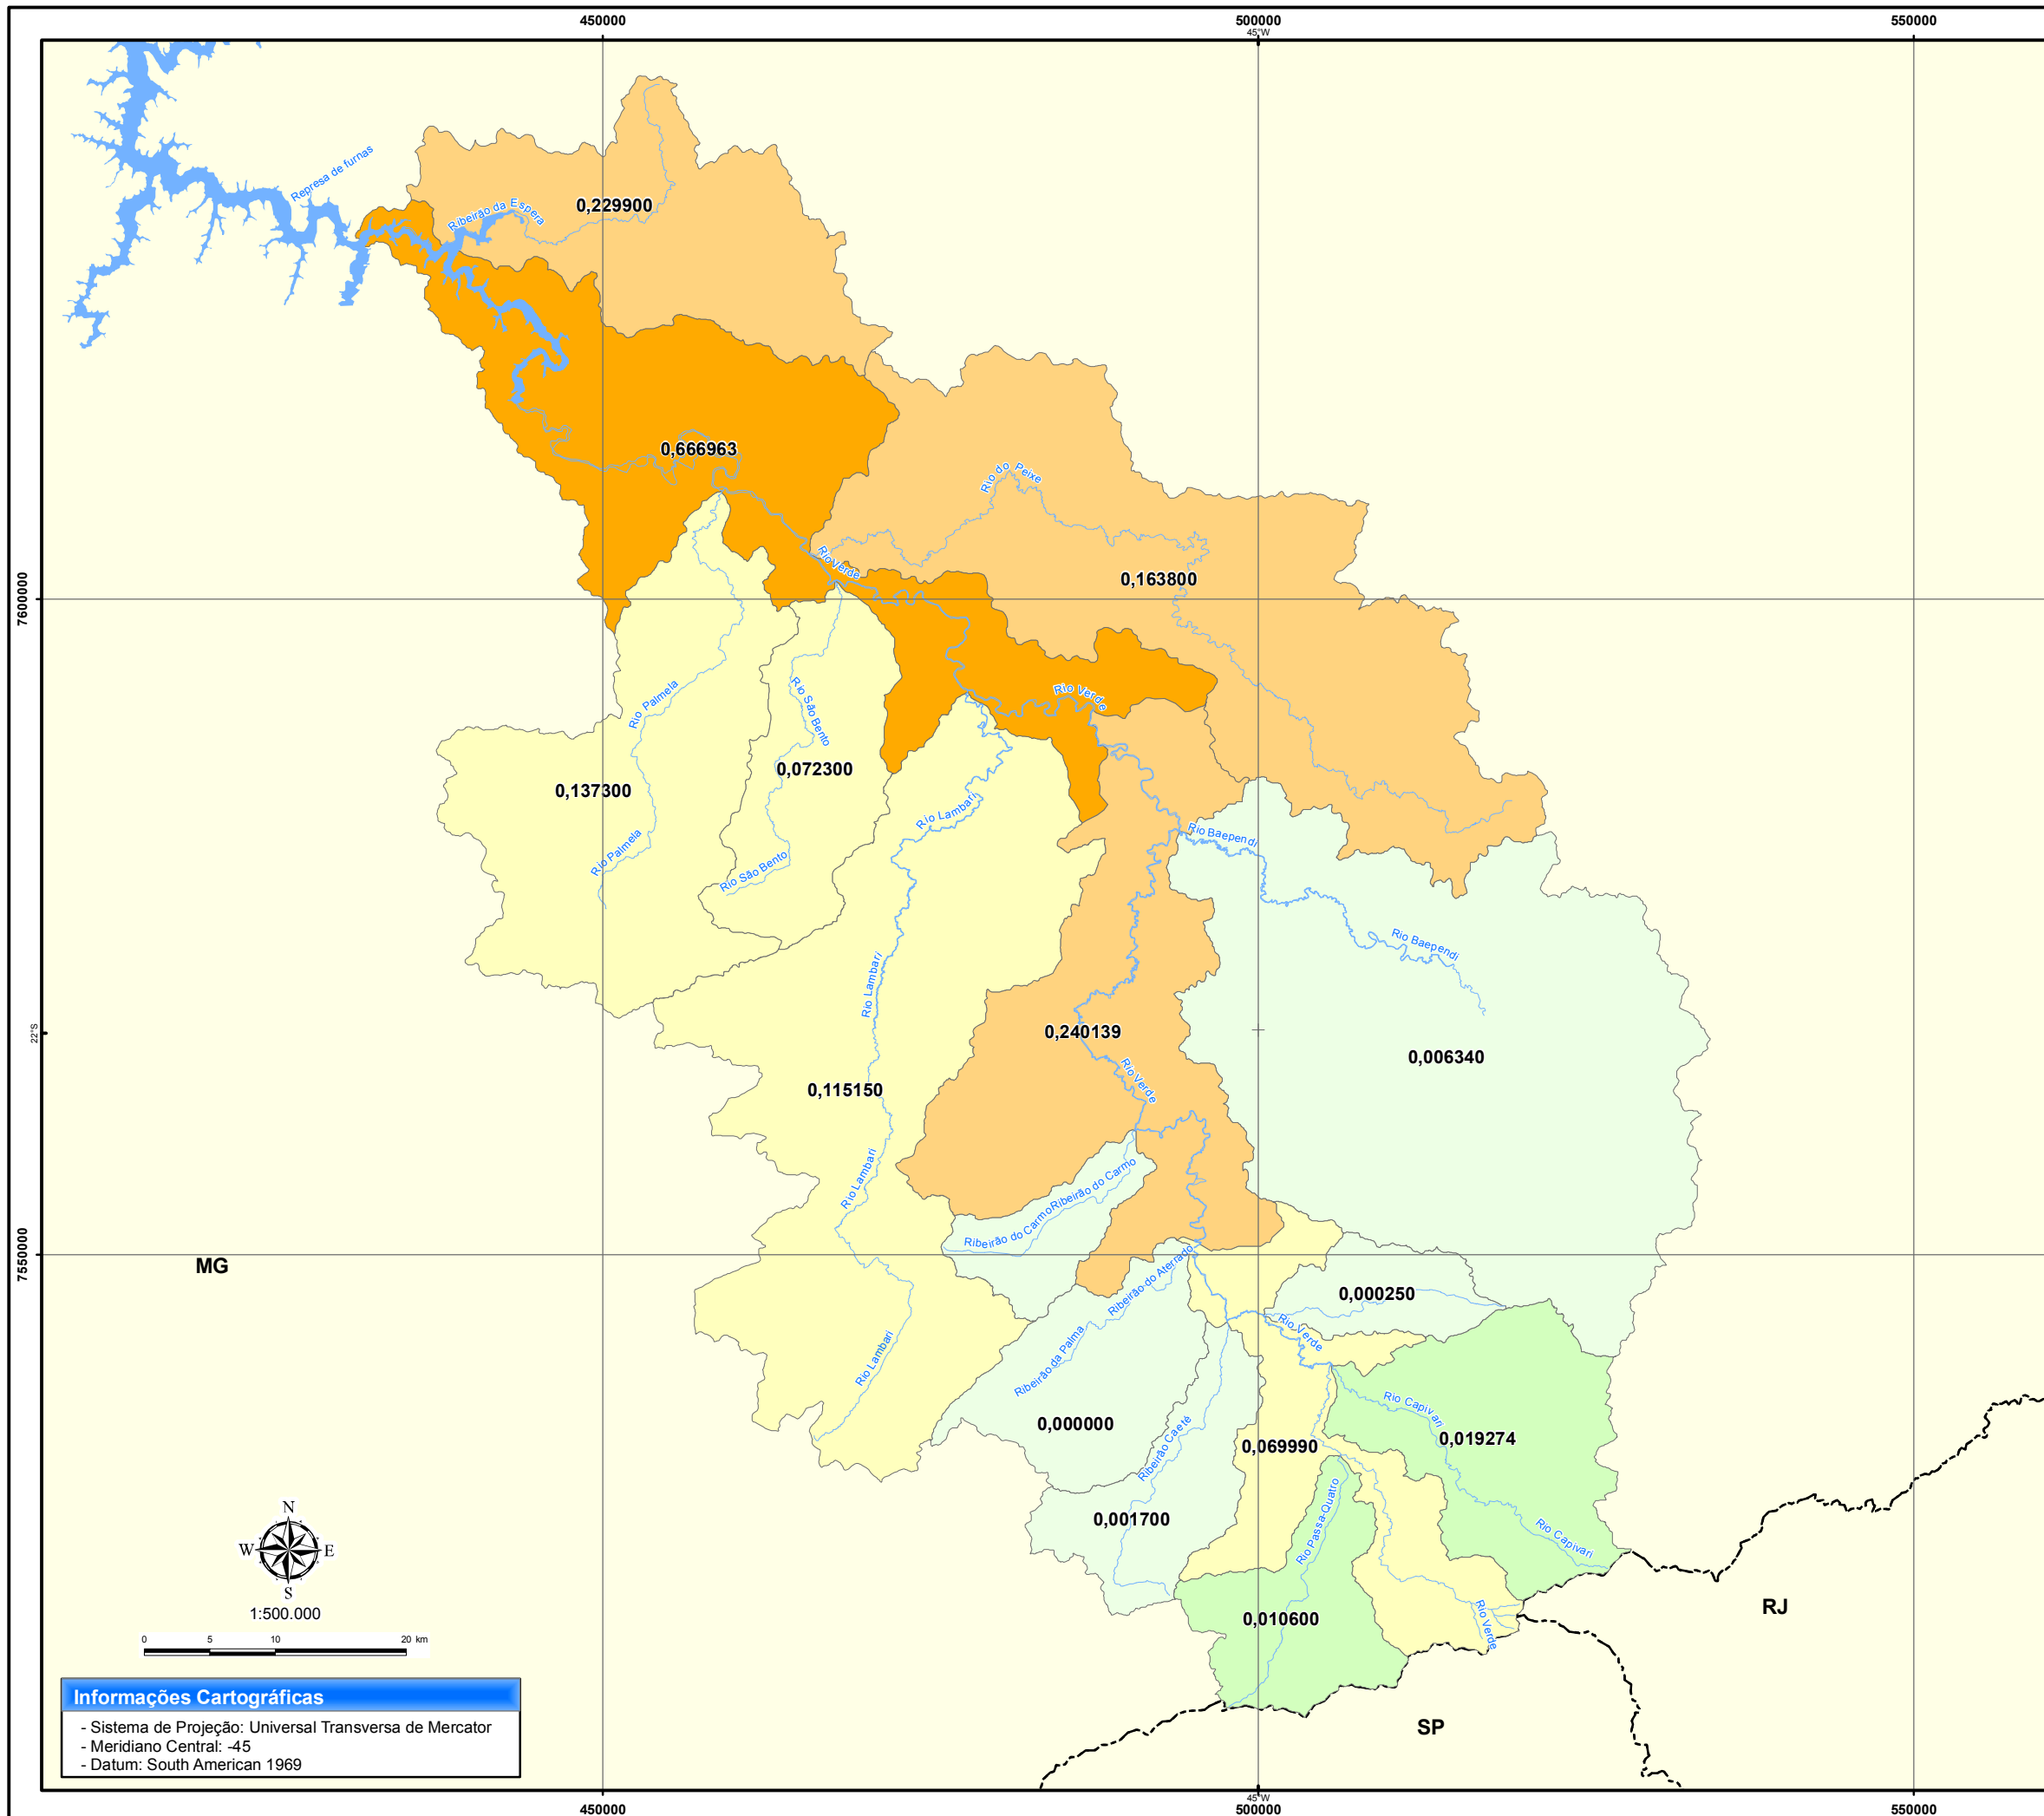 450000
500000
550000
45°W
Represa de furnas
Ribeirão da Espera
0,229900
0,666963
Rio do Peixe
Rio Verde
0,163800
7600000
Rio Verde
Rio Palmela
Rio São Bento
0,072300
0,137300
Rio Lambari
Rio Baependi
Rio Palmela
Rio São Bento
Rio Baependi
Rio Lambari
22°S
0,240139
0,006340
Rio Verde
0,115150
Rio Lambari
Ribeirão do Carmo
Ribeirão do Carmo
7550000
MG
Ribeirão do Aterrado
0,000250
Rio Verde
Ribeirão da Palma
Rio Lambari
Rio Capivari
0,000000
0,069990
0,019274
Ribeirão Caeté
0,001700
Rio Passa-Quatro
Rio Capivari
0,010600
Rio Verde
RJ
SP
N
W
E
S
1:500.000
0 5 10 20 km
Informações Cartográficas
- Sistema de Projeção: Universal Transversa de Mercator
- Meridiano Central: -45
- Datum: South American 1969
45°W
450000
500000
550000